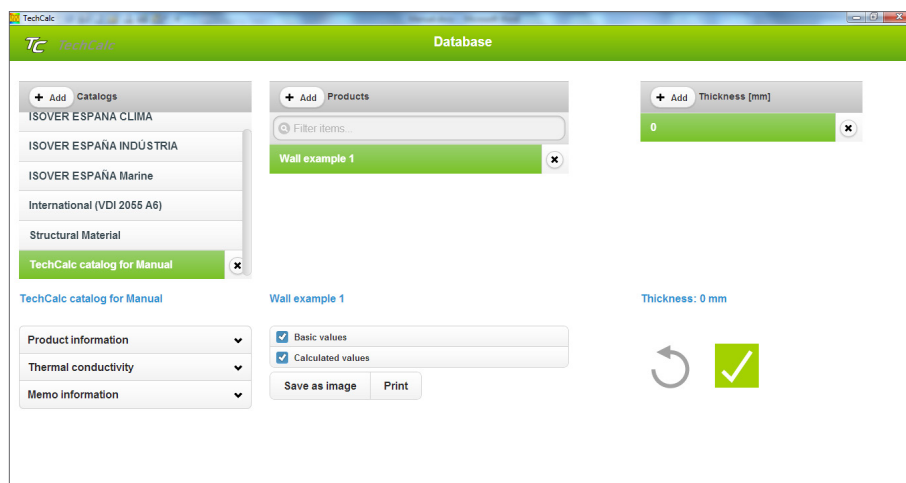 TechCalc
TC TechCalc
Database
Add Catalogs
ISOVER ESPAÑA CLIMA
ISOVER ESPAÑA INDÚSTRIA
ISOVER ESPAÑA Marine
International (VDI 2055 A6)
Structural Material
TechCalc catalog for Manual
Add Products
Filter items...
Wall example 1
Add Thickness [mm]
0
TechCalc catalog for Manual
Product information
Thermal conductivity
Memo information
Wall example 1
Basic values
Calculated values
Save as image Print
Thickness: 0 mm